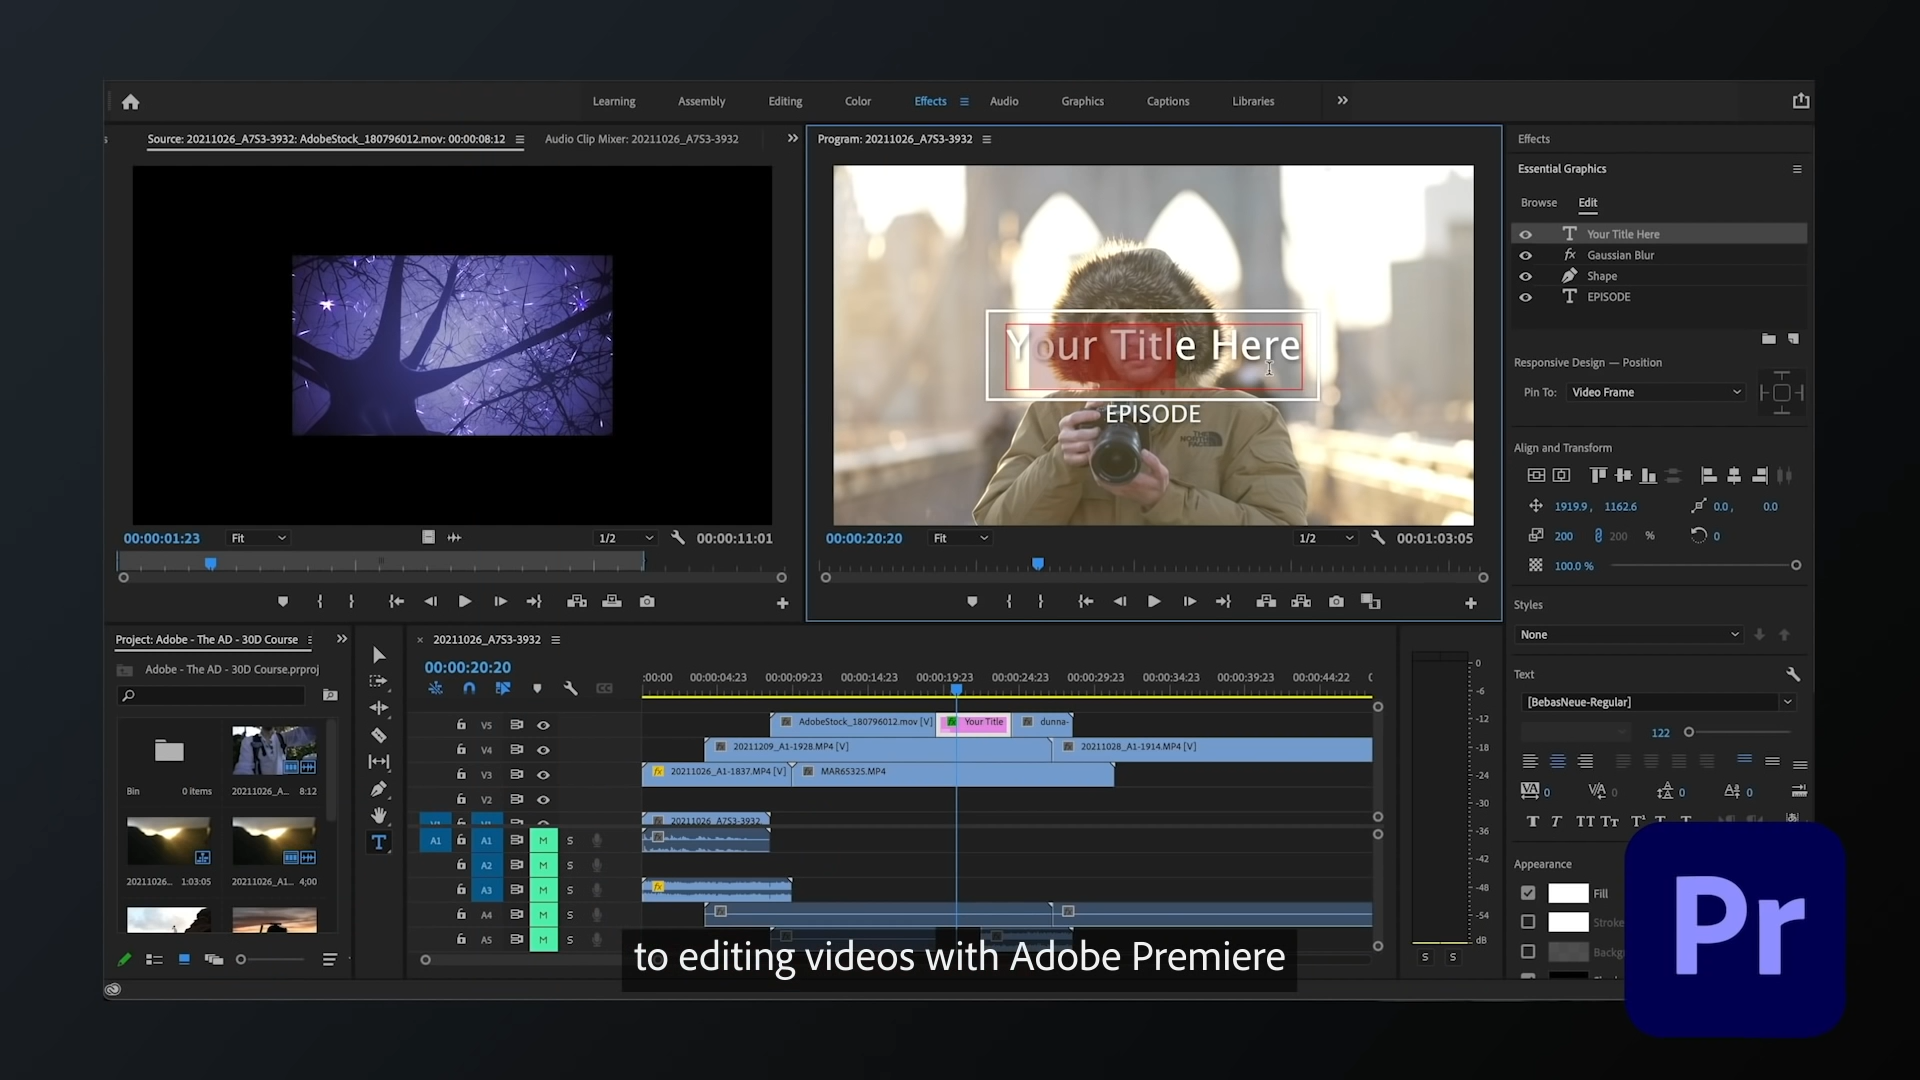 Learning Assembly Editing Color Effects Audio Graphics Captions Libraries
Source: 20211026_A7S3-3932: AdobeStock_180796012.mov: 00:00:08:12
Audio Clip Mixer: 20211026_A7S3-3932
Program: 20211026_A7S3-3932
Your Title Here
EPISODE
THE
NORTH
FACE
00:00:01:23 Fit 1/2 00:00:11:01
00:00:20:20 Fit 1/2 00:01:03:05
Effects
Essential Graphics
Browse Edit
Your Title Here
Gaussian Blur
Shape
EPISODE
Responsive Design — Position
Pin To: Video Frame
Align and Transform
1919.9 , 1162.6 0.0 , 0.0
200 200 % 0
100.0 %
Styles
None
Text
[BebasNeue-Regular]
122
0 0 0 0
Appearance
Fill
Stroke
Project: Adobe - The AD - 30D Course
Adobe - The AD - 30D Course.prproj
Bin 0 items
20211026_A... 8:12
20211026... 1:03:05
20211026_A1... 4;00
20211026_A7S3-3932
00:00:20:20
:00:00 00:00:04:23 00:00:09:23 00:00:14:23 00:00:19:23 00:00:24:23 00:00:29:23 00:00:34:23 00:00:39:23 00:00:44:22 0
V5 AdobeStock_180796012.mov [V] Your Title dunna-
V4 20211209_A1-1928.MP4 [V] 20211028_A1-1914.MP4 [V]
V3 20211026_A1-1837.MP4 [V] MAR65325.MP4
V2
V1 V1 20211026_A7S3-3932
A1 A1 M S
A2 M S
A3 M S
A4 M S
A5 M S
0
-6
-12
-18
-24
-30
-36
-42
-48
-54
dB
S S
to editing videos with Adobe Premiere
Pr